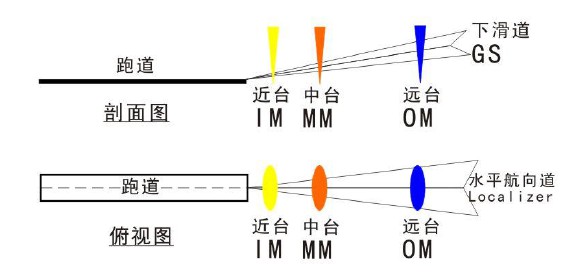 下滑道
GS
跑道
近台 中台 远台
IM MM OM
剖面图
跑道
水平航向道
Localizer
近台 中台 远台
IM MM OM
俯视图